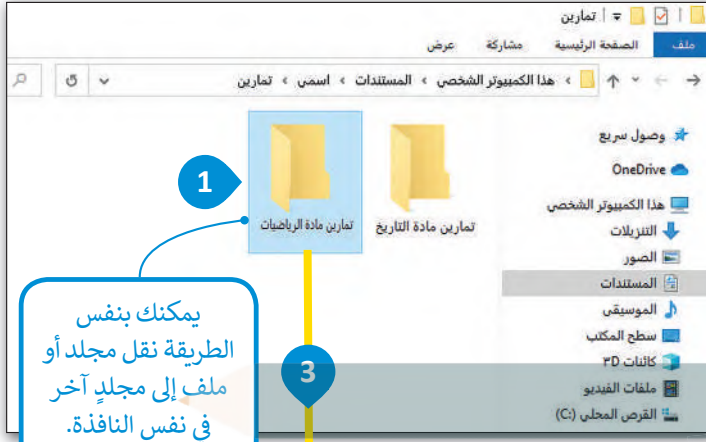 تمارين
ملف الصفحة الرئيسية مشاركة عرض
هذا الكمبيوتر الشخصي › المستندات › اسمي › تمارين
وصول سريع
OneDrive
هذا الكمبيوتر الشخصي
التنزيلات
الصور
المستندات
الموسيقى
سطح المكتب
كائنات ٣D
ملفات الفيديو
القرص المحلي (C:)
تمارين مادة التاريخ
تمارين مادة الرياضيات
1
يمكنك بنفس
الطريقة نقل مجلد أو
ملف إلى مجلدٍ آخر
في نفس النافذة.
3